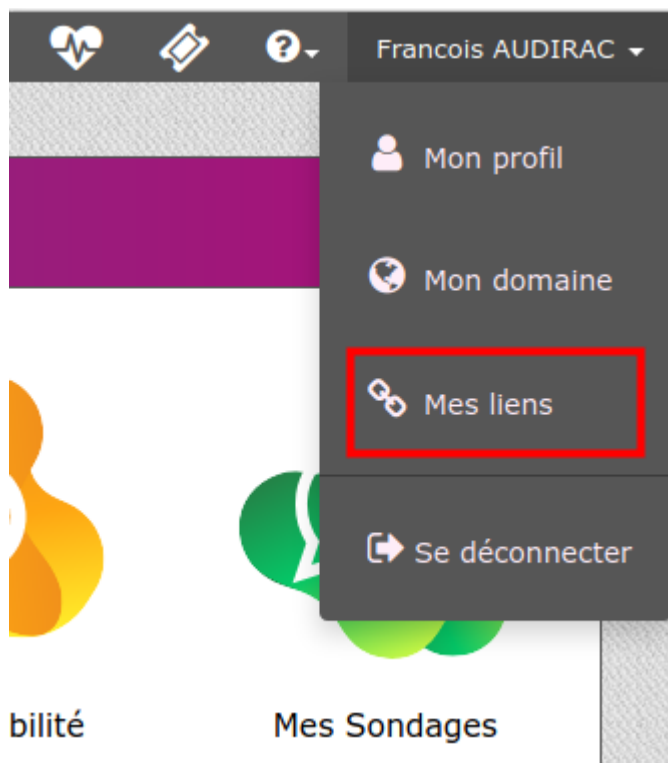 Francois AUDIRAC
Mon profil
Mon domaine
Mes liens
Se déconnecter
bilité
Mes Sondages